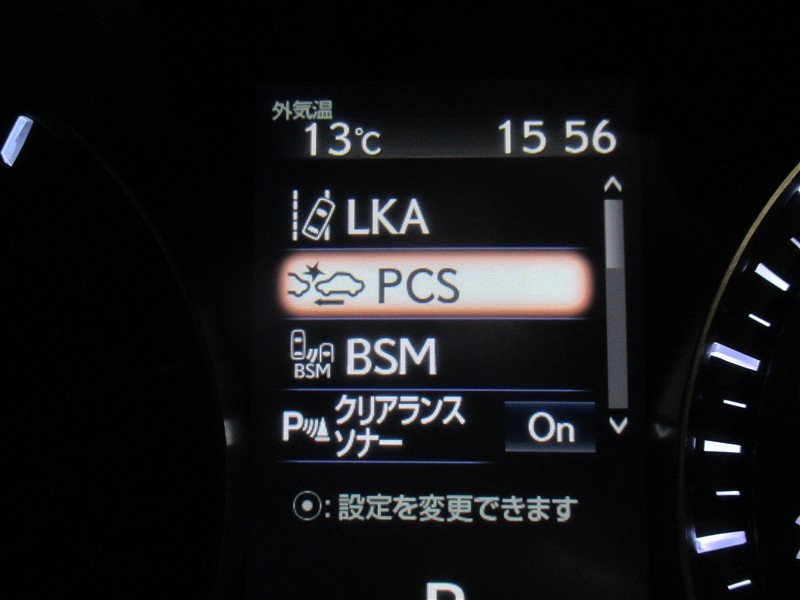 外気温
13℃ 15 56
LKA
PCS
BSM BSM
P クリアランス
ソナー On
⦿: 設定を変更できます